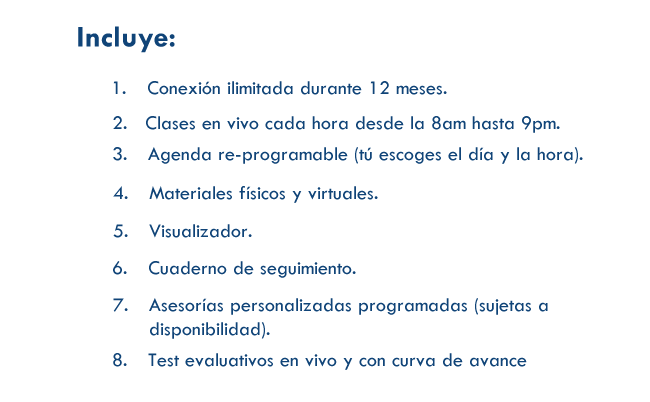 Incluye:
1. Conexión ilimitada durante 12 meses.
2. Clases en vivo cada hora desde la 8am hasta 9pm.
3. Agenda re-programable (tú escoges el día y la hora).
4. Materiales físicos y virtuales.
5. Visualizador.
6. Cuaderno de seguimiento.
7. Asesorías personalizadas programadas (sujetas a
disponibilidad).
8. Test evaluativos en vivo y con curva de avance